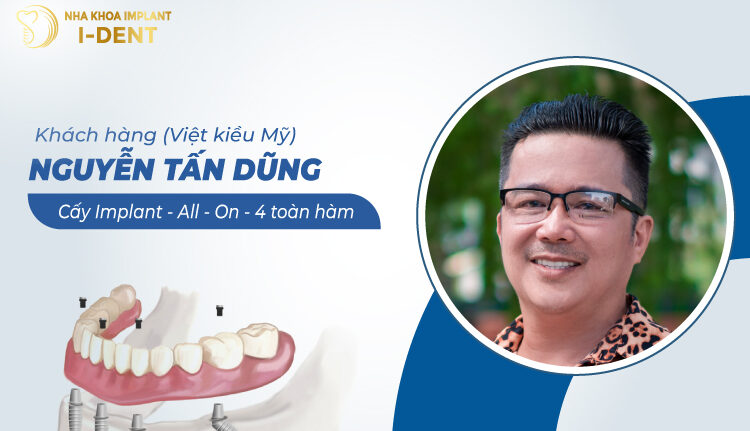 NHA KHOA IMPLANT
I-DENT
Khách hàng (Việt kiều Mỹ)
NGUYỄN TẤN DŨNG
Cấy Implant - All - On - 4 toàn hàm